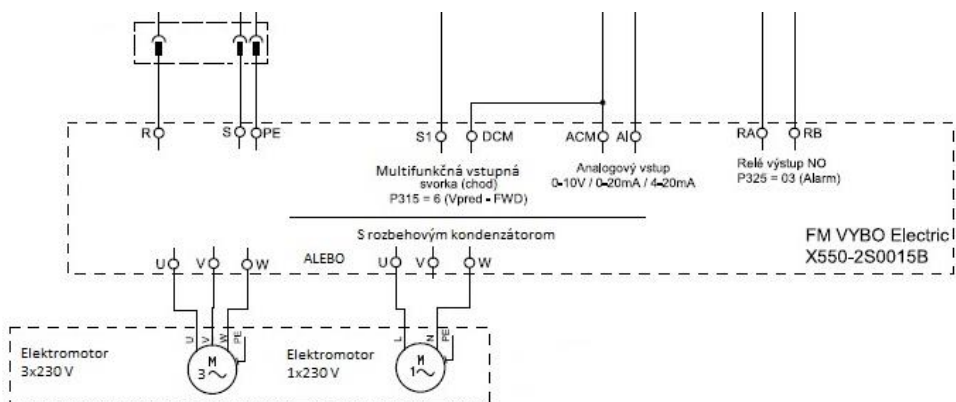 R
S
PE
S1
DCM
ACM
AI
RA
RB
Multifunkčná vstupná
svorka (chod)
P315 = 6 (Vpred - FWD)
Analogový vstup
0-10V / 0-20mA / 4-20mA
Relé výstup NO
P325 = 03 (Alarm)
S rozbehovým kondenzátorom
FM VYBO Electric
X550-2S0015B
U
V
W
ALEBO
U
V
W
U
V
W
PE
L
N
PE
Elektromotor
3x230 V
M
3
Elektromotor
1x230 V
M
1